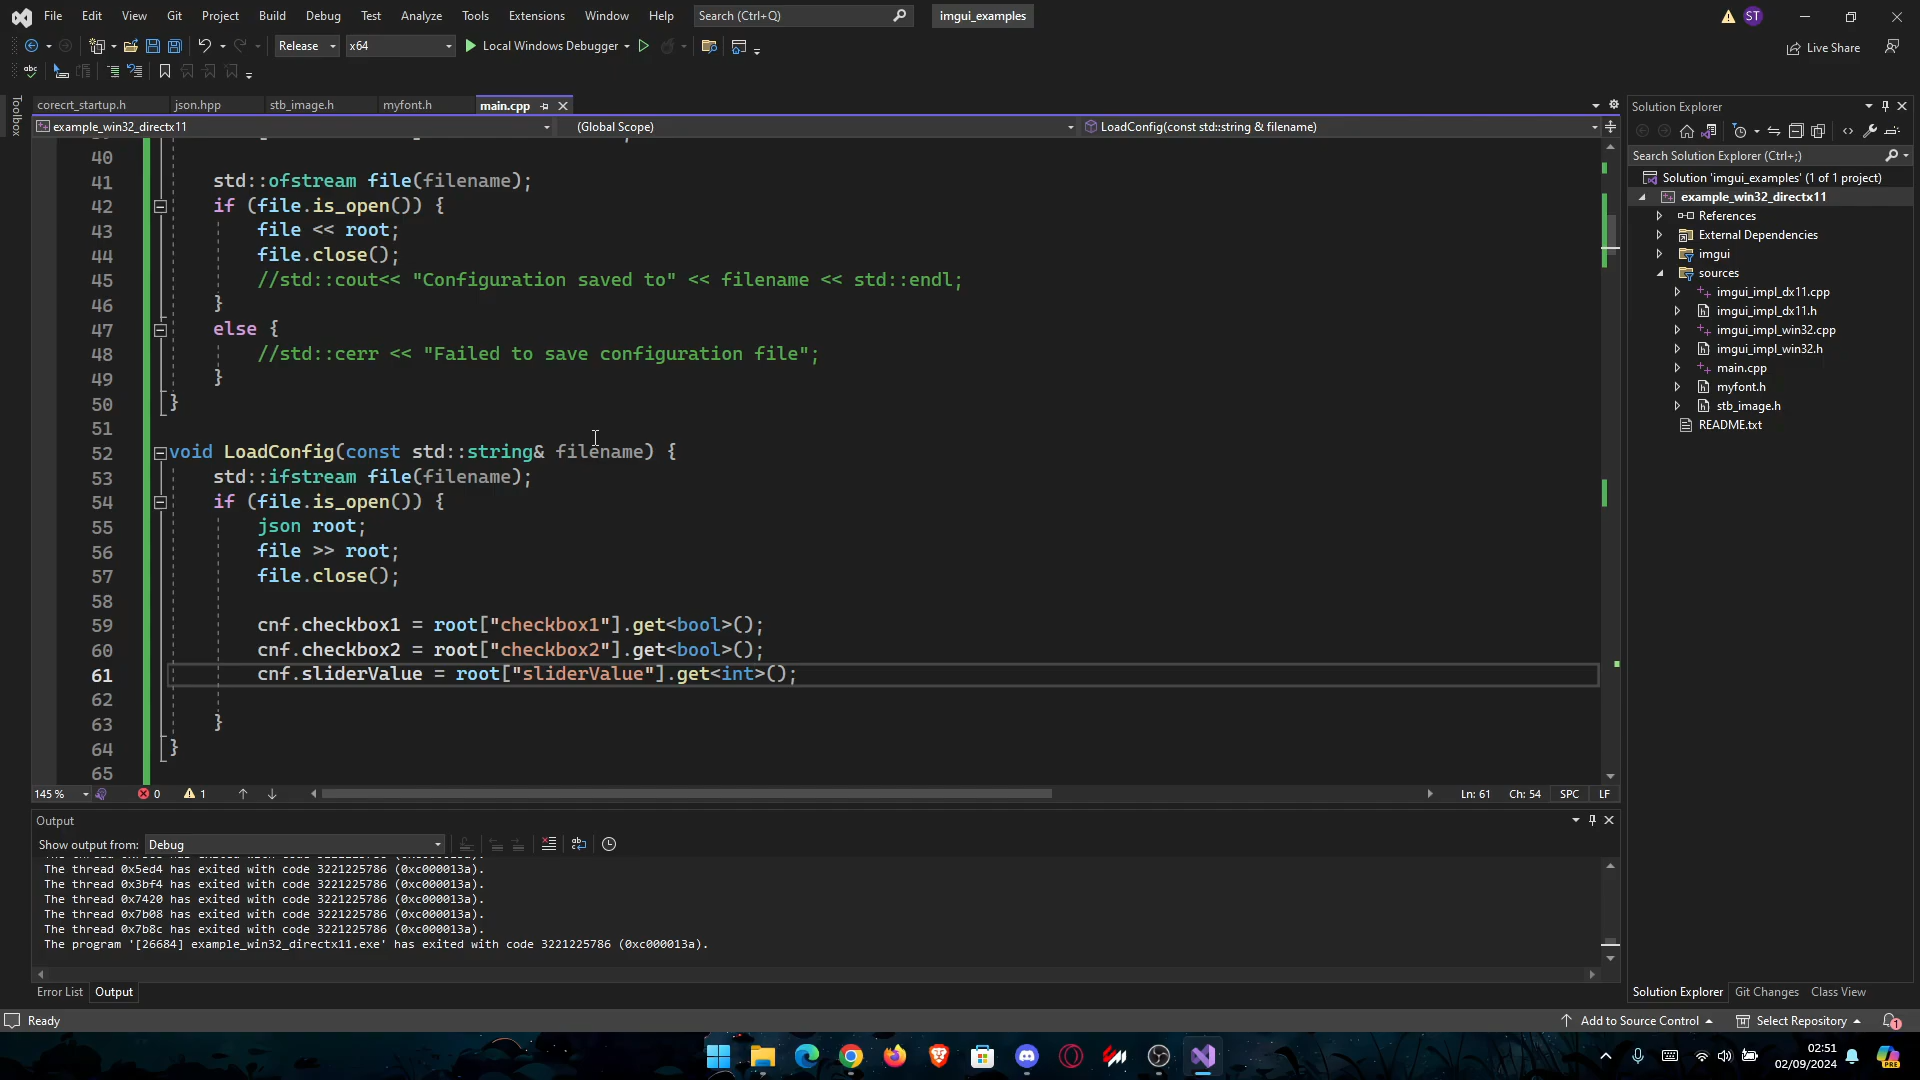 File Edit View Git Project Build Debug Test Analyze Tools Extensions Window Help Search (Ctrl+Q) imgui_examples ST
Release x64 Local Windows Debugger Live Share
abc
Toolbox
corecrt_startup.h json.hpp stb_image.h myfont.h main.cpp
example_win32_directx11 (Global Scope) LoadConfig(const std::string & filename)
40
41 std::ofstream file(filename);
42 if (file.is_open()) {
43 file << root;
44 file.close();
45 //std::cout<< "Configuration saved to" << filename << std::endl;
46 }
47 else {
48 //std::cerr << "Failed to save configuration file";
49 }
50 }
51
52 void LoadConfig(const std::string& filename) {
53 std::ifstream file(filename);
54 if (file.is_open()) {
55 json root;
56 file >> root;
57 file.close();
58
59 cnf.checkbox1 = root["checkbox1"].get<bool>();
60 cnf.checkbox2 = root["checkbox2"].get<bool>();
61 cnf.sliderValue = root["sliderValue"].get<int>();
62
63 }
64 }
65
145 % 0 1 Ln: 61 Ch: 54 SPC LF
Output
Show output from: Debug
The thread 0x5ed4 has exited with code 3221225786 (0xc000013a).
The thread 0x3bf4 has exited with code 3221225786 (0xc000013a).
The thread 0x7420 has exited with code 3221225786 (0xc000013a).
The thread 0x7b08 has exited with code 3221225786 (0xc000013a).
The thread 0x7b8c has exited with code 3221225786 (0xc000013a).
The program '[26684] example_win32_directx11.exe' has exited with code 3221225786 (0xc000013a).
Error List Output
Solution Explorer
Search Solution Explorer (Ctrl+;)
Solution 'imgui_examples' (1 of 1 project)
example_win32_directx11
References
External Dependencies
imgui
sources
imgui_impl_dx11.cpp
imgui_impl_dx11.h
imgui_impl_win32.cpp
imgui_impl_win32.h
main.cpp
myfont.h
stb_image.h
README.txt
Solution Explorer Git Changes Class View
Ready Add to Source Control Select Repository 1
02:51
02/09/2024
PRE